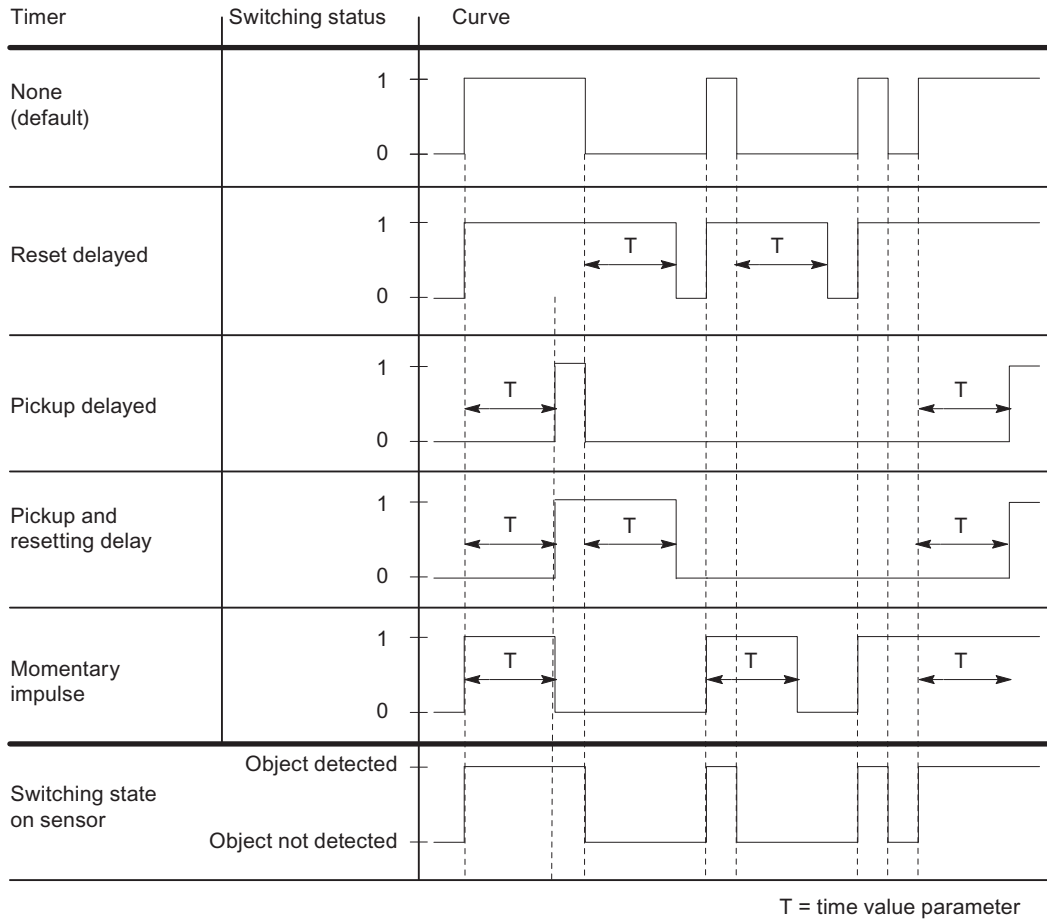 Timer Switching status Curve
None
(default)
1
0
Reset delayed
1
0
T T
Pickup delayed
1
0
T T
Pickup and
resetting delay
1
0
T T T
Momentary
impulse
1
0
T T T
Switching state
on sensor
Object detected
Object not detected
T = time value parameter